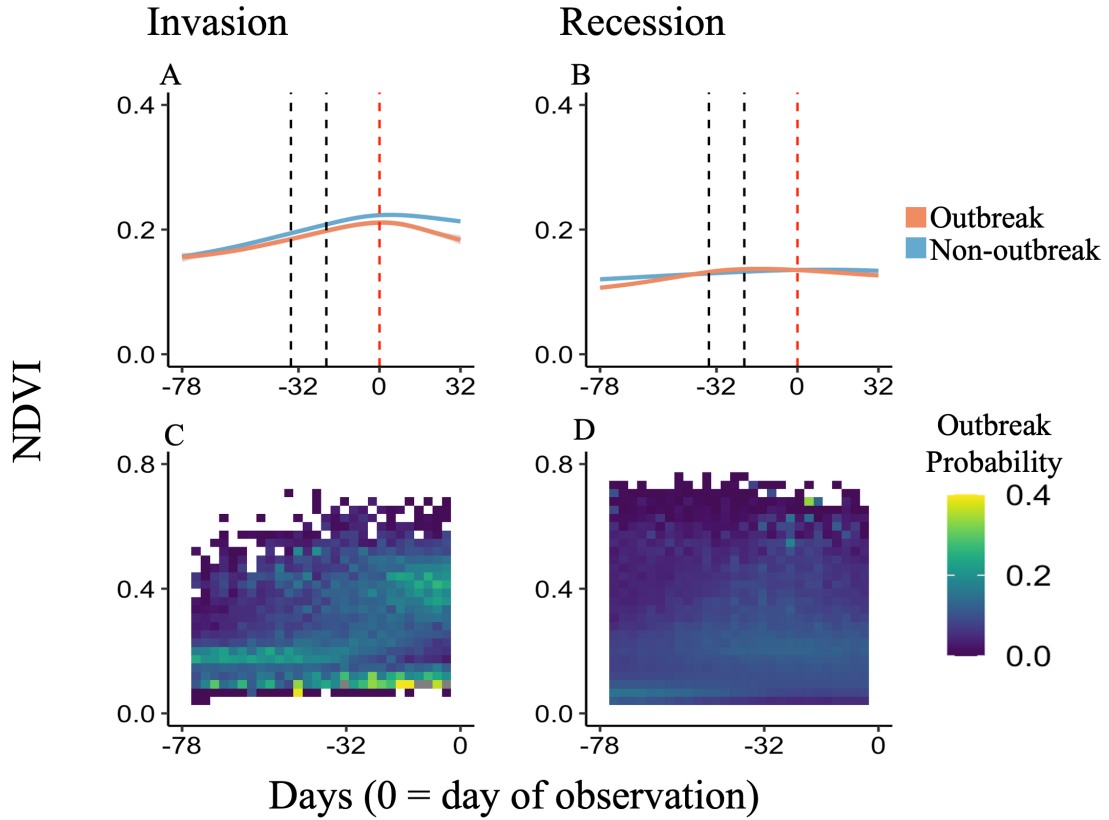 Invasion
Recession
A
B
0.4
0.2
0.0
-78
-32
0
32
0.4
0.2
0.0
-78
-32
0
32
Outbreak
Non-outbreak
NDVI
C
D
0.8
0.4
0.0
-78
-32
0
0.8
0.4
0.0
-78
-32
0
Outbreak
Probability
0.4
0.2
0.0
Days (0 = day of observation)